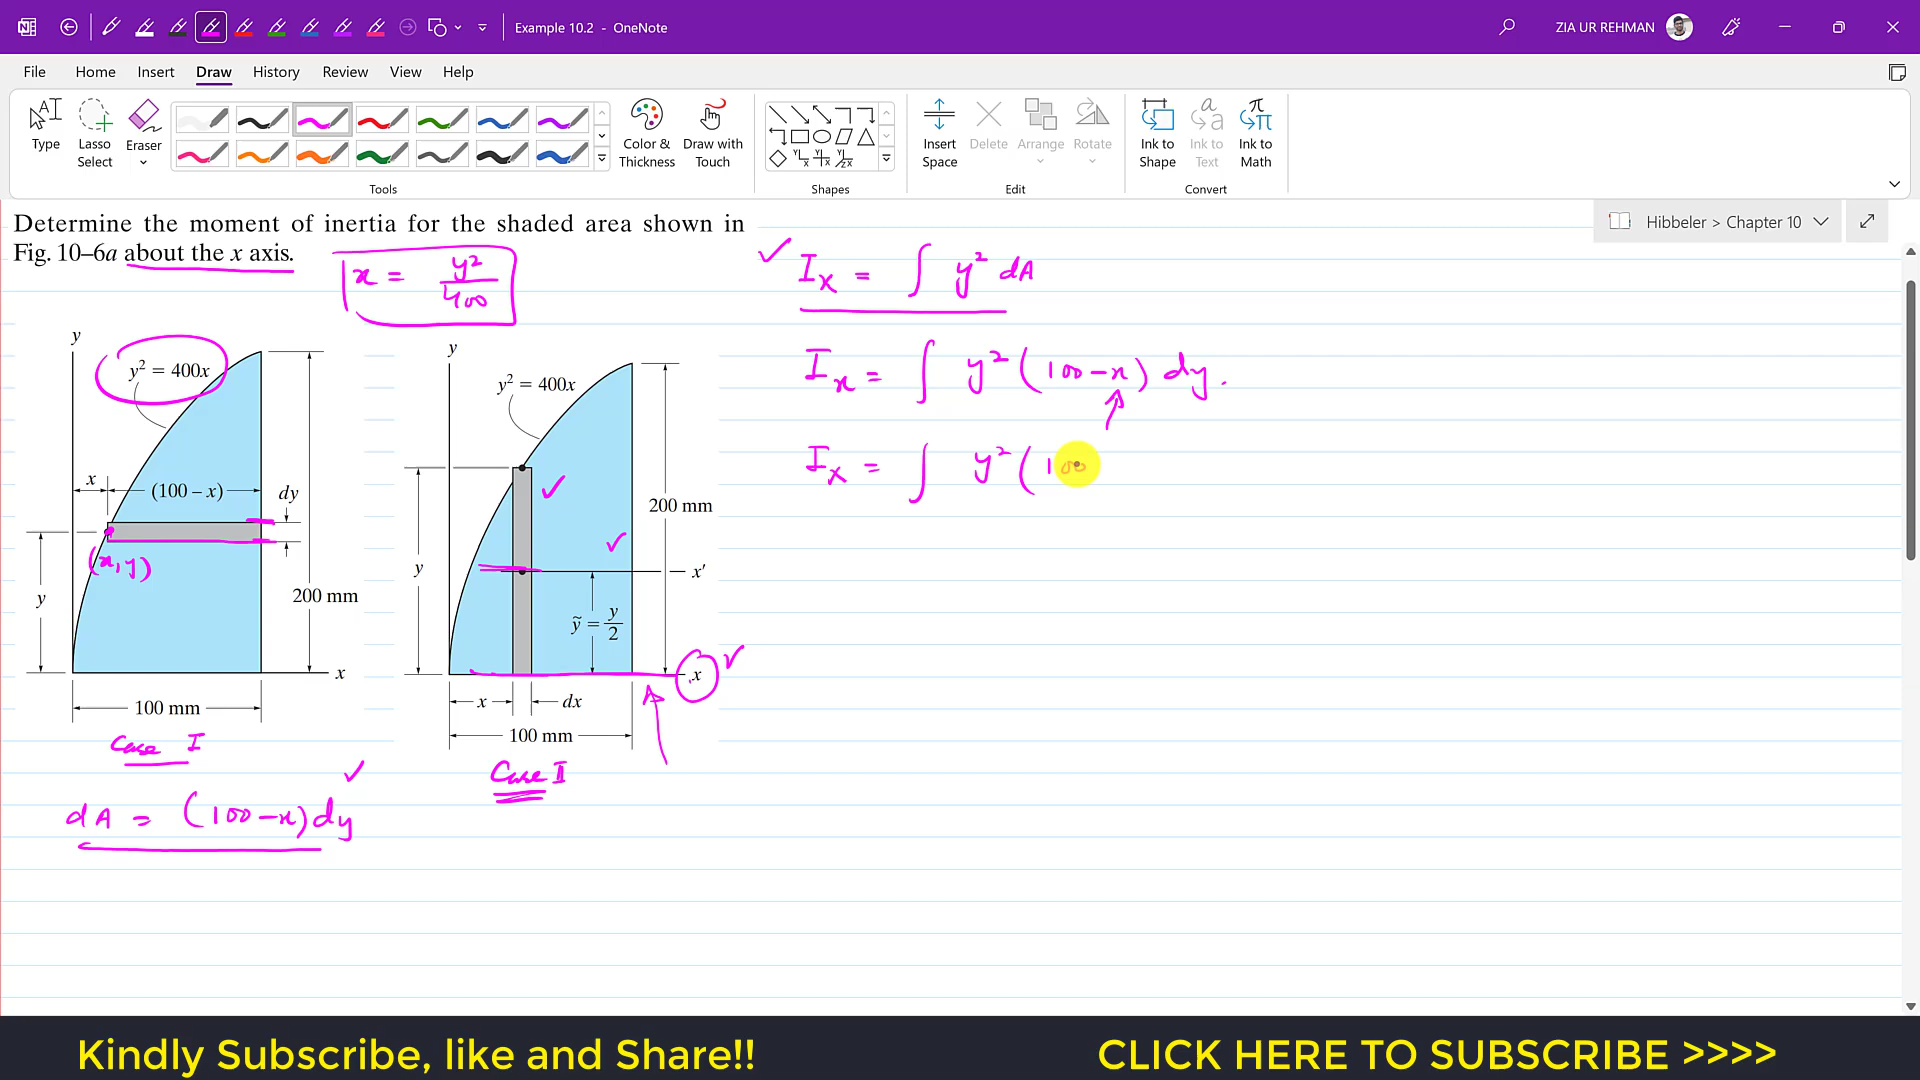 Example 10.2 - OneNote
ZIA UR REHMAN
File Home Insert Draw History Review View Help
Type
Lasso Select
Eraser
Color & Thickness
Draw with Touch
Insert Space
Delete
Arrange
Rotate
Ink to Shape
Ink to Text
Ink to Math
Tools
Shapes
Edit
Convert
Hibbeler > Chapter 10
Determine the moment of inertia for the shaded area shown in
Fig. 10–6a about the x axis.
x = y²/400
y
y² = 400x
x
(100 – x)
dy
(x, y)
y
200 mm
x
100 mm
Case I
dA = (100 – x) dy
y
y² = 400x
200 mm
y
x′
ỹ = y/2
x
x
dx
100 mm
Case II
Ix = ∫ y² dA
Ix = ∫ y² (100 – x) dy.
Ix = ∫ y² (100
Kindly Subscribe, like and Share!!
CLICK HERE TO SUBSCRIBE >>>>